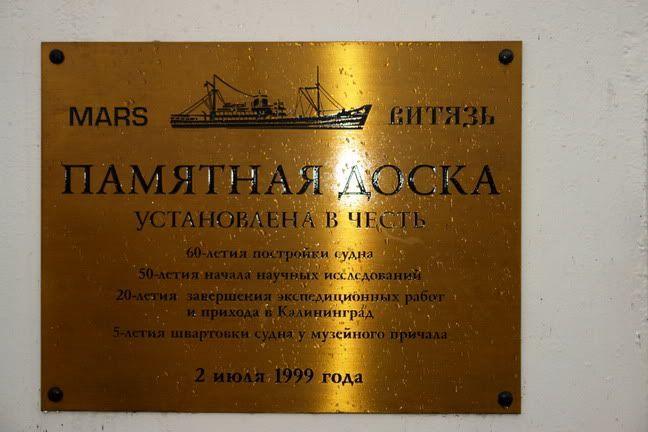 MARS ВИТЯЗЬ
ПАМЯТНАЯ ДОСКА
УСТАНОВЛЕНА В ЧЕСТЬ
60-летия постройки судна
50-летия начала научных исследований
20-летия завершения экспедиционных работ
и прихода в Калининград
5-летия швартовки судна у музейного причала
2 июля 1999 года